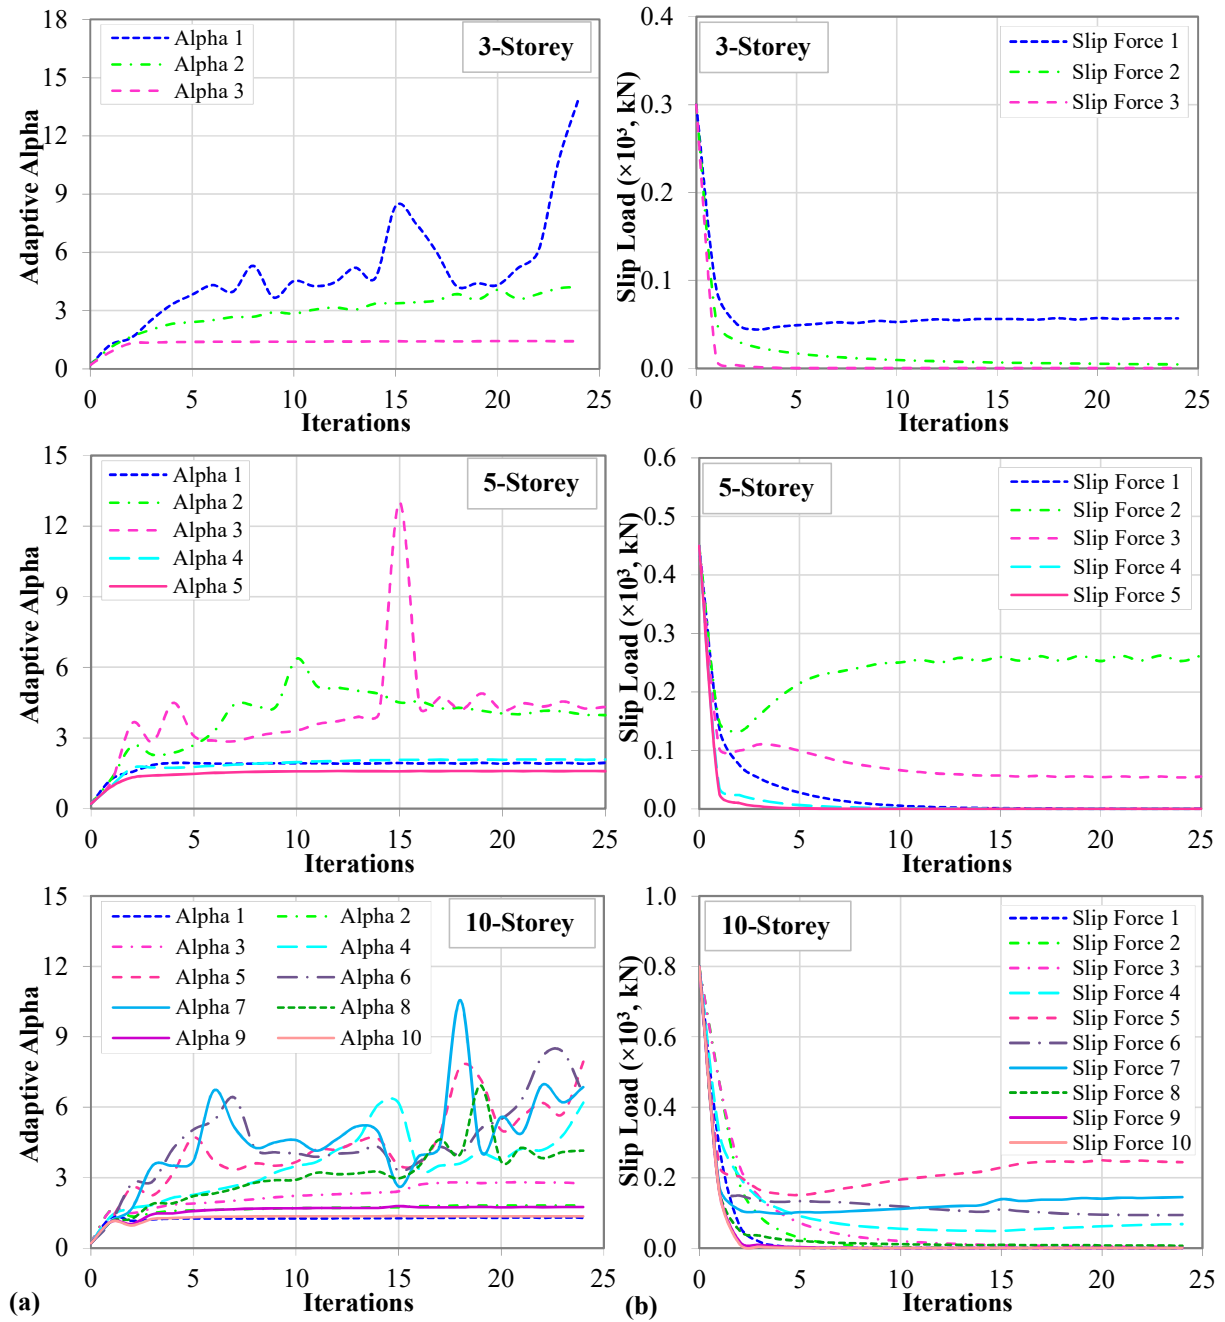 18
15
12
9
6
3
0
Adaptive Alpha
Alpha 1
Alpha 2
Alpha 3
3-Storey
0 5 10 15 20 25
Iterations
0.4
0.3
0.2
0.1
0.0
Slip Load (×10³, kN)
3-Storey
Slip Force 1
Slip Force 2
Slip Force 3
0 5 10 15 20 25
Iterations
15
12
9
6
3
0
Adaptive Alpha
Alpha 1
Alpha 2
Alpha 3
Alpha 4
Alpha 5
5-Storey
0 5 10 15 20 25
Iterations
0.6
0.5
0.4
0.3
0.2
0.1
0.0
Slip Load (×10³, kN)
5-Storey
Slip Force 1
Slip Force 2
Slip Force 3
Slip Force 4
Slip Force 5
0 5 10 15 20 25
Iterations
15
12
9
6
3
0
Adaptive Alpha
Alpha 1 Alpha 2
Alpha 3 Alpha 4
Alpha 5 Alpha 6
Alpha 7 Alpha 8
Alpha 9 Alpha 10
10-Storey
0 5 10 15 20 25
Iterations
(a)
1.0
0.8
0.6
0.4
0.2
0.0
Slip Load (×10³, kN)
10-Storey
Slip Force 1
Slip Force 2
Slip Force 3
Slip Force 4
Slip Force 5
Slip Force 6
Slip Force 7
Slip Force 8
Slip Force 9
Slip Force 10
0 5 10 15 20 25
Iterations
(b)